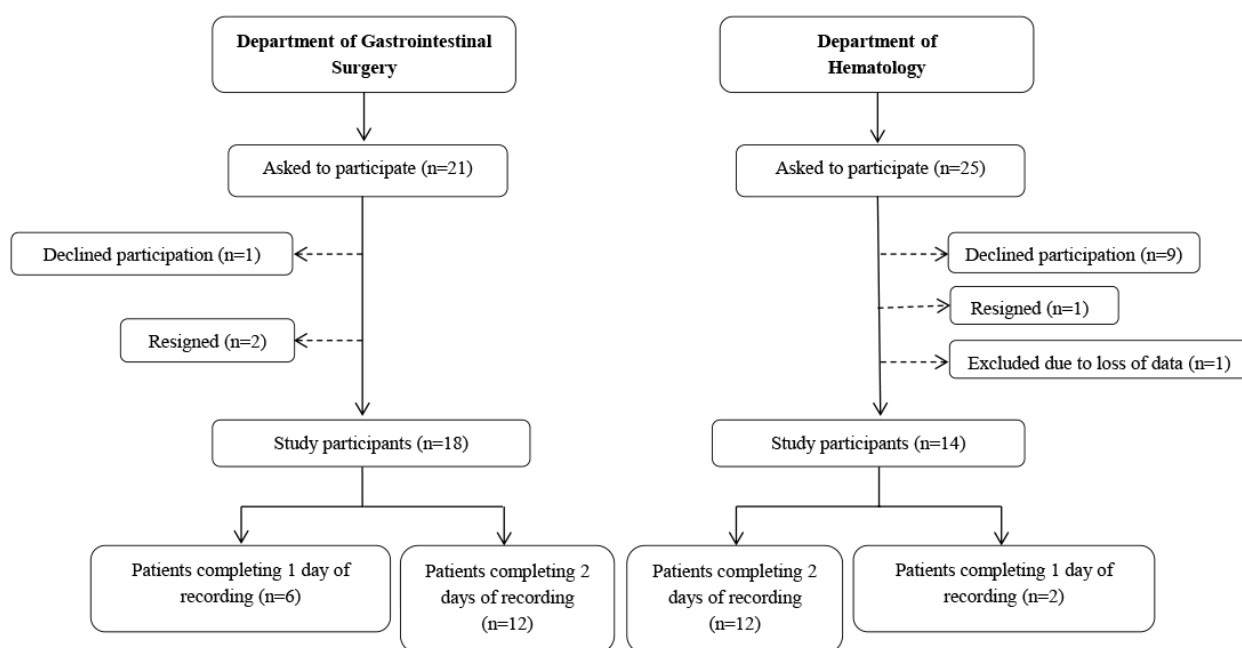 Department of Gastrointestinal
Surgery
Asked to participate (n=21)
Declined participation (n=1)
Resigned (n=2)
Study participants (n=18)
Patients completing 1 day of
recording (n=6)
Patients completing 2
days of recording
(n=12)
Department of
Hematology
Asked to participate (n=25)
Declined participation (n=9)
Resigned (n=1)
Excluded due to loss of data (n=1)
Study participants (n=14)
Patients completing 2
days of recording
(n=12)
Patients completing 1 day of
recording (n=2)